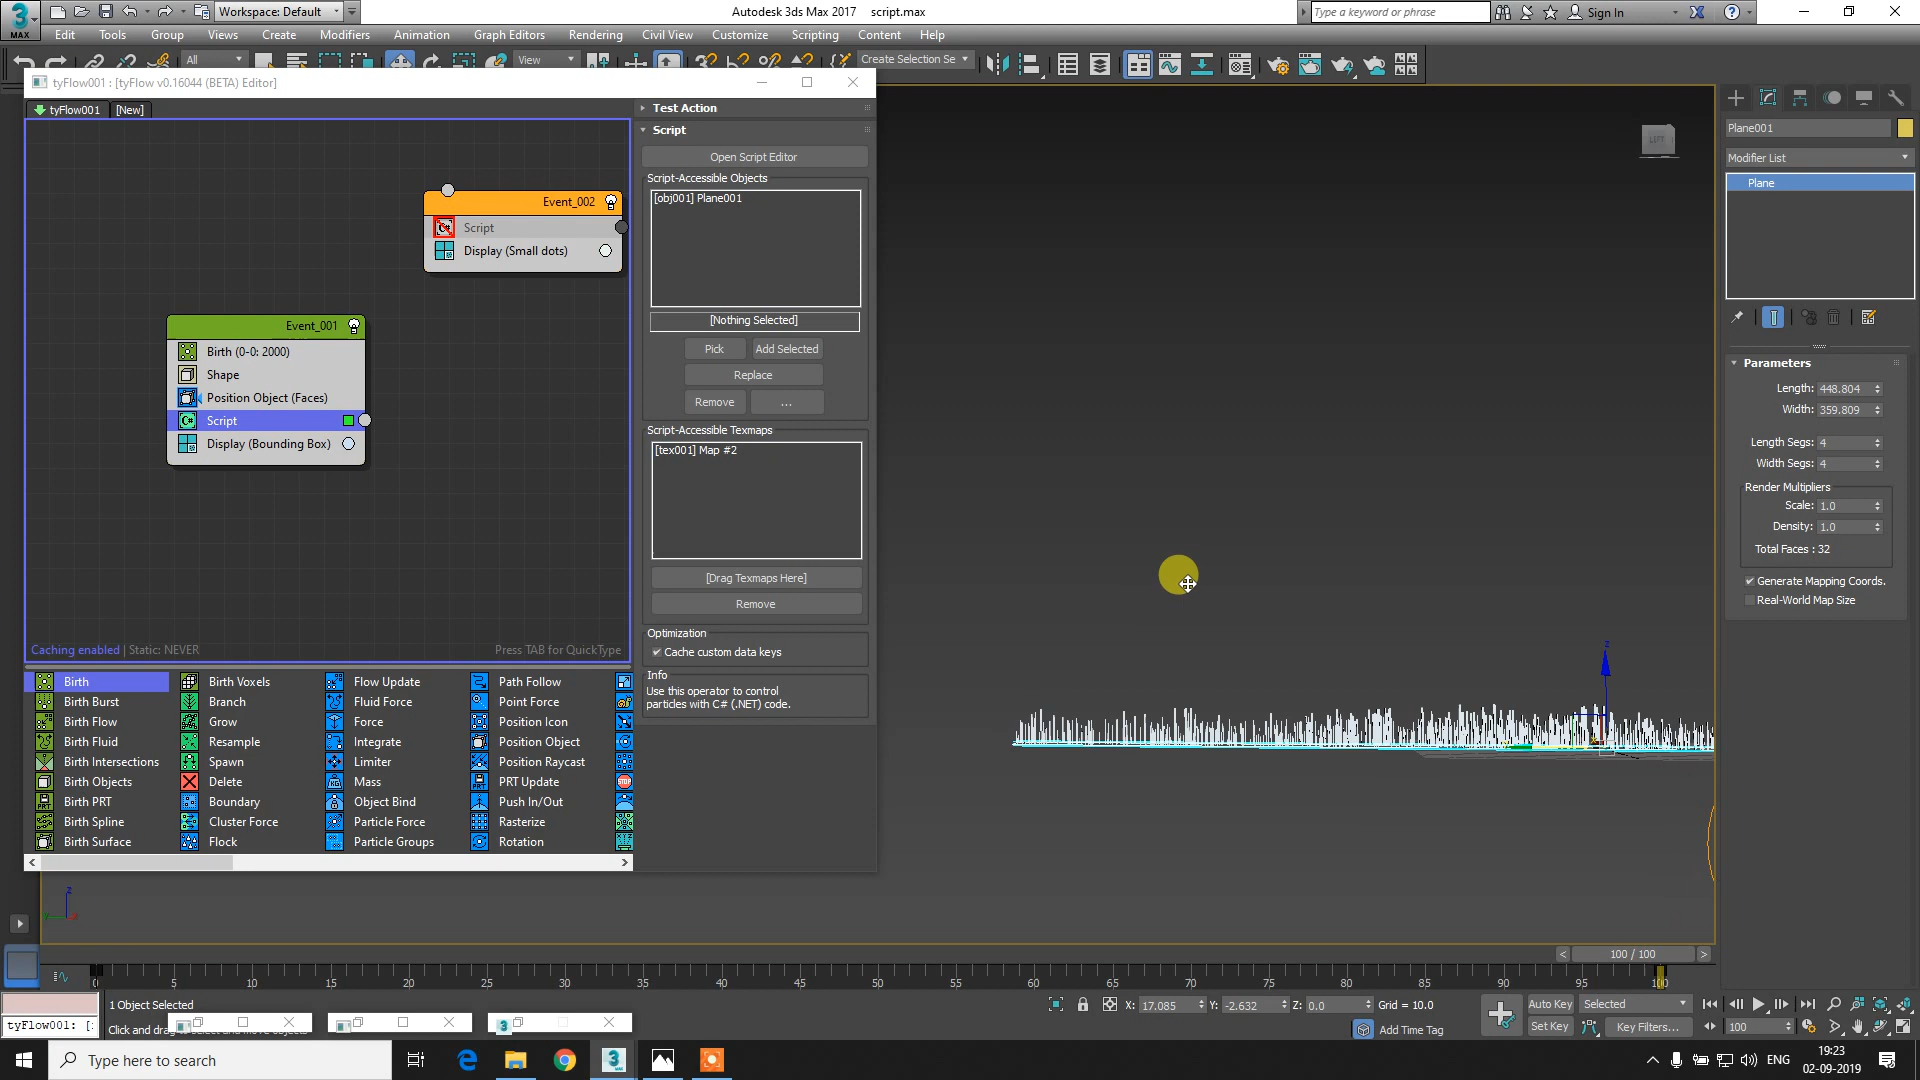 3
MAX
Workspace: Default
Autodesk 3ds Max 2017 script.max
Type a keyword or phrase
Sign In
Edit Tools Group Views Create Modifiers Animation Graph Editors Rendering Civil View Customize Scripting Content Help
All
View
Create Selection Se
tyFlow001 : [tyFlow v0.16044 (BETA) Editor]
tyFlow001 [New]
Event_002
Script
Display (Small dots)
Event_001
Birth (0-0: 2000)
Shape
Position Object (Faces)
Script
Display (Bounding Box)
Caching enabled | Static: NEVER
Press TAB for QuickType
Birth Birth Voxels Flow Update Path Follow
Birth Burst Branch Fluid Force Point Force
Birth Flow Grow Force Position Icon
Birth Fluid Resample Integrate Position Object
Birth Intersections Spawn Limiter Position Raycast
Birth Objects Delete Mass PRT Update
Birth PRT Boundary Object Bind Push In/Out
Birth Spline Cluster Force Particle Force Rasterize
Birth Surface Flock Particle Groups Rotation
Test Action
Script
Open Script Editor
Script-Accessible Objects
[obj001] Plane001
[Nothing Selected]
Pick Add Selected
Replace
Remove ...
Script-Accessible Texmaps
[tex001] Map #2
[Drag Texmaps Here]
Remove
Optimization
Cache custom data keys
Info
Use this operator to control
particles with C# (.NET) code.
LEFT
z
x
z
y
x
Plane001
Modifier List
Plane
Parameters
Length: 448.804
Width: 359.809
Length Segs: 4
Width Segs: 4
Render Multipliers
Scale: 1.0
Density: 1.0
Total Faces : 32
Generate Mapping Coords.
Real-World Map Size
< 100 / 100 >
0 5 10 15 20 25 30 35 40 45 50 55 60 65 70 75 80 85 90 95 100
1 Object Selected
X: 17.085 Y: -2.632 Z: 0.0 Grid = 10.0
Auto Key Selected
tyFlow001: [:
Add Time Tag
Set Key Key Filters...
100
Type here to search
ENG
19:23
02-09-2019